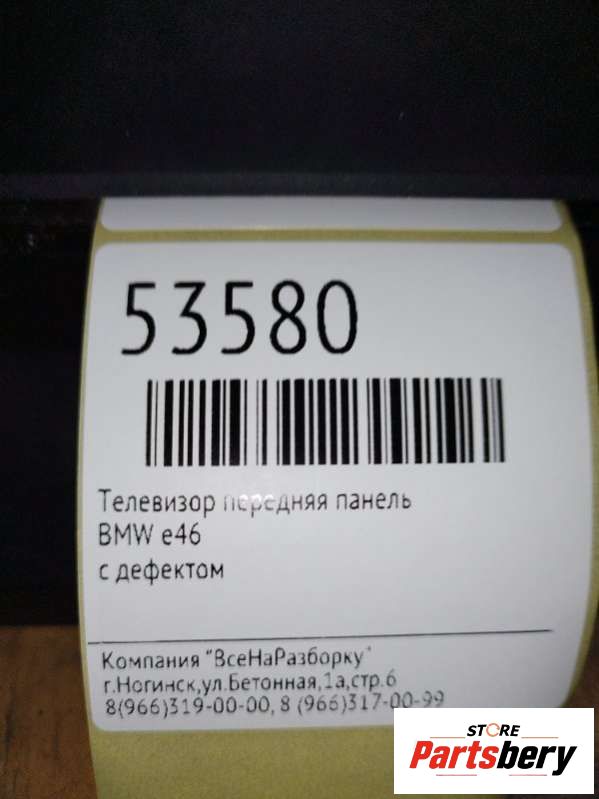 53580
Телевизор передняя панель
BMW e46
с дефектом
Компания "ВсеНаРазборку"
г.Ногинск,ул.Бетонная,1а,стр.6
8(966)319-00-00, 8 (966)317-00-99
STORE
Partsbery